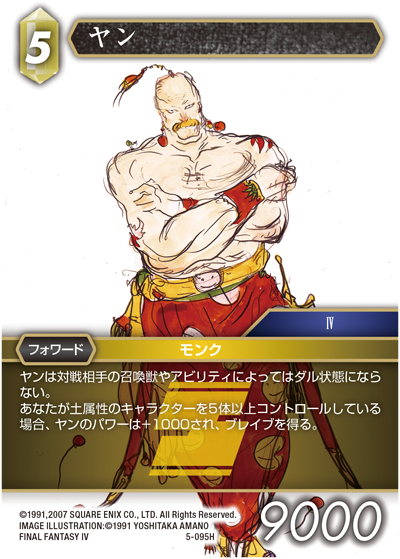 5
ヤン
IV
フォワード
モンク
ヤンは対戦相手の召喚獣やアビリティによってはダル状態になら
ない。
あなたが土属性のキャラクターを5体以上コントロールしている
場合、ヤンのパワーは+1000され、ブレイブを得る。
©1991,2007 SQUARE ENIX CO., LTD. All Rights Reserved.
IMAGE ILLUSTRATION:©1991 YOSHITAKA AMANO
FINAL FANTASY IV
5-095H
9000